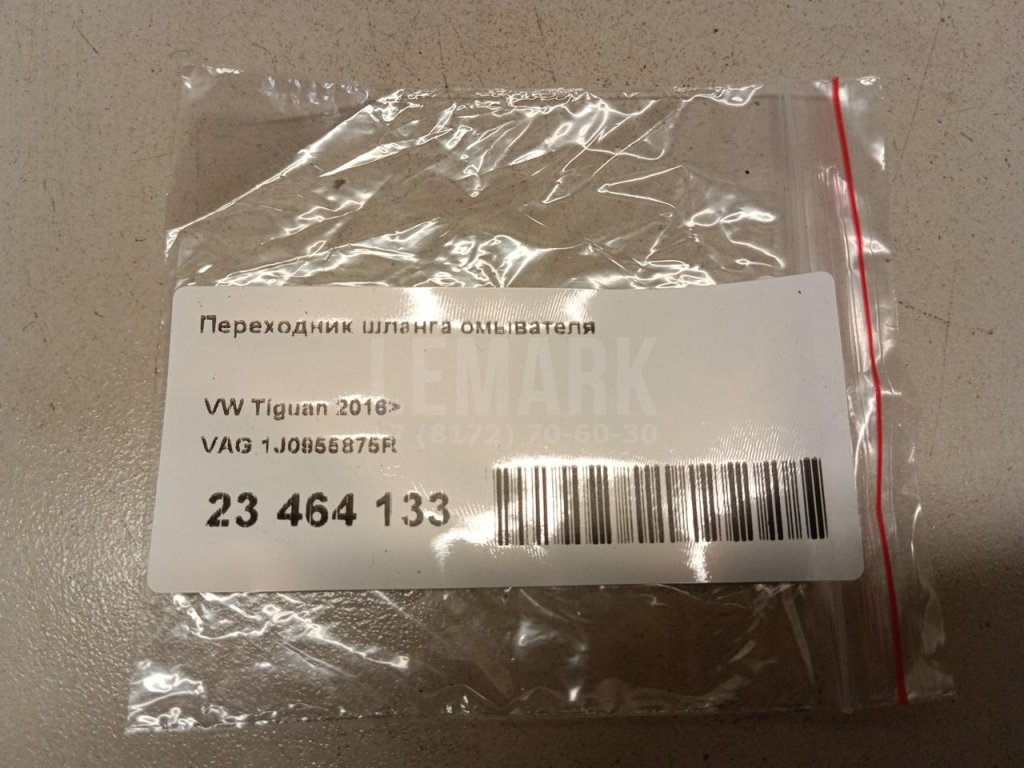 Переходник шланга омывателя
LEMARK
VW Tiguan 2016>
+7 (8172) 70-60-30
VAG 1J0955875R
23 464 133